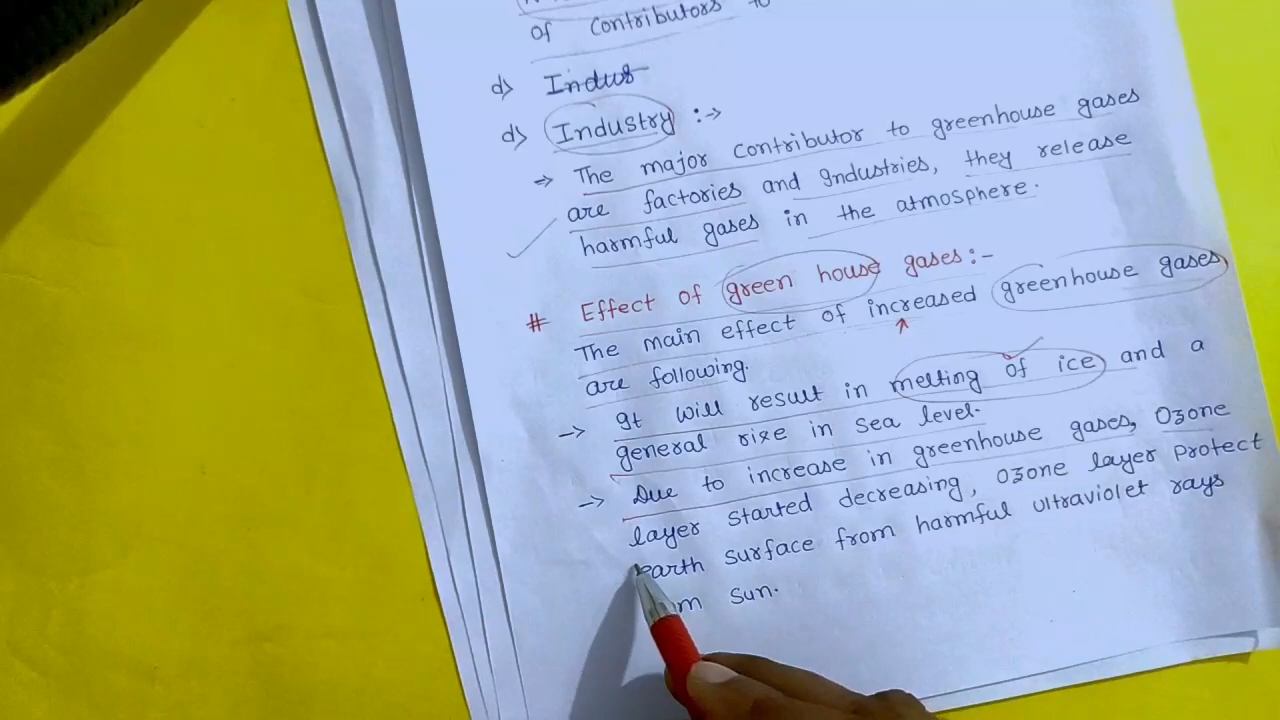 of contributors to
d) Indus
d) Industry :→
⇒ The major contributor to greenhouse gases
are factories and Industries, they release
harmful gases in the atmosphere.
# Effect of green house gases:-
The main effect of increased greenhouse gases
are following.
→ It will result in melting of ice and a
general rise in sea level.
→ Due to increase in greenhouse gases, Ozone
layer started decreasing, Ozone layer Protect
earth surface from harmful ultraviolet rays
sun.